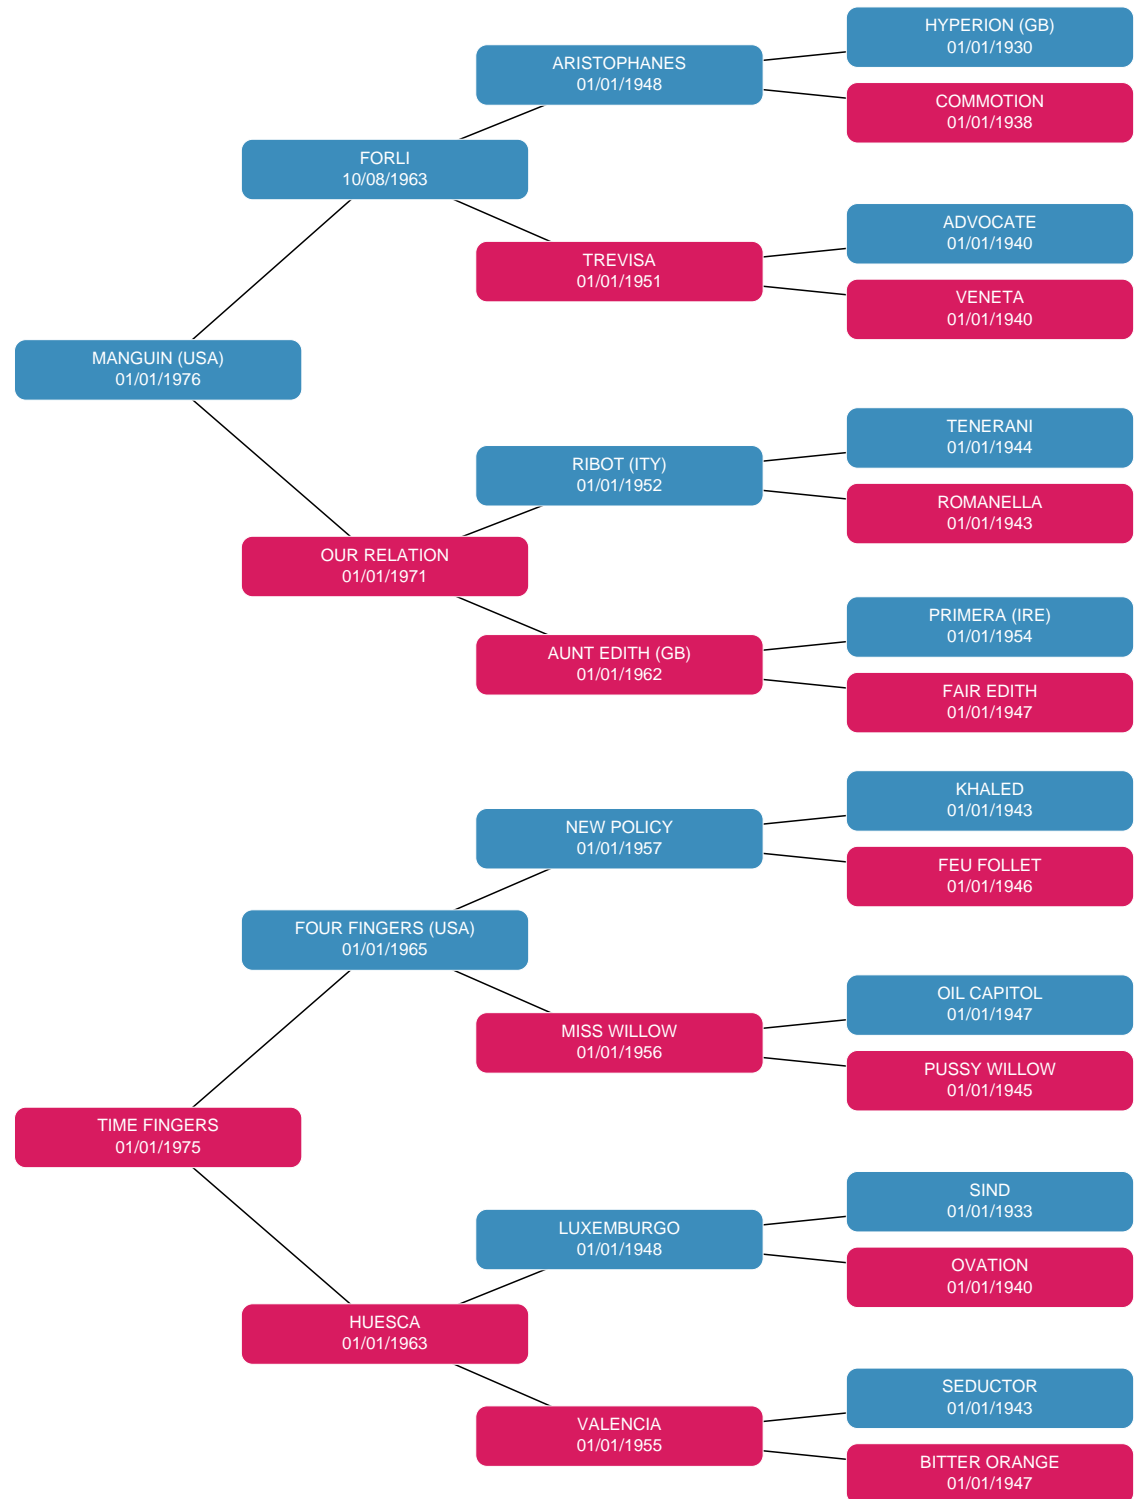 HYPERION (GB)
01/01/1930
ARISTOPHANES
01/01/1948
COMMOTION
01/01/1938
FORLI
10/08/1963
ADVOCATE
01/01/1940
TREVISA
01/01/1951
VENETA
01/01/1940
MANGUIN (USA)
01/01/1976
TENERANI
01/01/1944
RIBOT (ITY)
01/01/1952
ROMANELLA
01/01/1943
OUR RELATION
01/01/1971
PRIMERA (IRE)
01/01/1954
AUNT EDITH (GB)
01/01/1962
FAIR EDITH
01/01/1947
KHALED
01/01/1943
NEW POLICY
01/01/1957
FEU FOLLET
01/01/1946
FOUR FINGERS (USA)
01/01/1965
OIL CAPITOL
01/01/1947
MISS WILLOW
01/01/1956
PUSSY WILLOW
01/01/1945
TIME FINGERS
01/01/1975
SIND
01/01/1933
LUXEMBURGO
01/01/1948
OVATION
01/01/1940
HUESCA
01/01/1963
SEDUCTOR
01/01/1943
VALENCIA
01/01/1955
BITTER ORANGE
01/01/1947